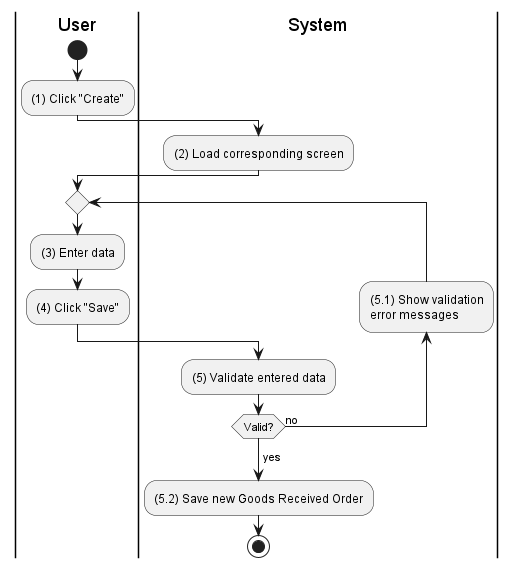 User
System
(1) Click "Create"
(2) Load corresponding screen
(3) Enter data
(4) Click "Save"
(5.1) Show validation
error messages
(5) Validate entered data
Valid?
no
yes
(5.2) Save new Goods Received Order